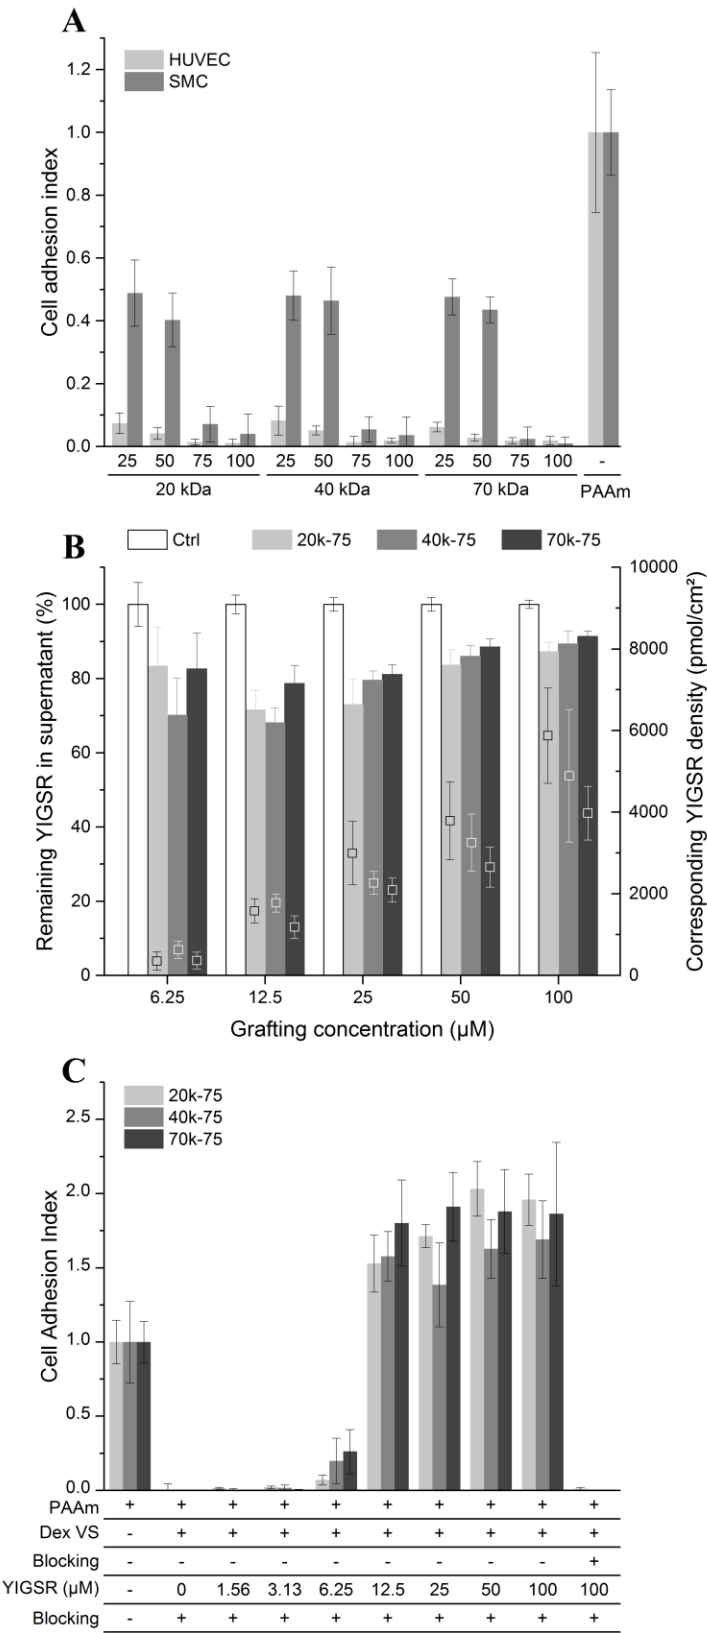 A
HUVEC
SMC
Cell adhesion index
1.2
1.0
0.8
0.6
0.4
0.2
0.0
25 50 75 100 25 50 75 100 25 50 75 100 -
20 kDa 40 kDa 70 kDa PAAm
B
Ctrl 20k-75 40k-75 70k-75
Remaining YIGSR in supernatant (%)
Corresponding YIGSR density (pmol/cm²)
100 10000
80 8000
60 6000
40 4000
20 2000
0 0
6.25 12.5 25 50 100
Grafting concentration (µM)
C
20k-75
40k-75
70k-75
Cell Adhesion Index
2.5
2.0
1.5
1.0
0.5
0.0
PAAm + + + + + + + + + +
Dex VS - + + + + + + + + +
Blocking - - - - - - - - - +
YIGSR (µM) - 0 1.56 3.13 6.25 12.5 25 50 100 100
Blocking - + + + + + + + + +